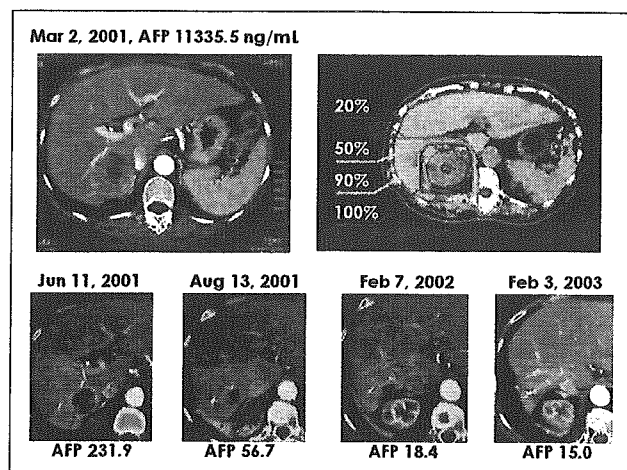 Mar 2, 2001, AFP 11335.5 ng/mL
20%
50%
90%
100%
Jun 11, 2001
Aug 13, 2001
Feb 7, 2002
Feb 3, 2003
AFP 231.9
AFP 56.7
AFP 18.4
AFP 15.0